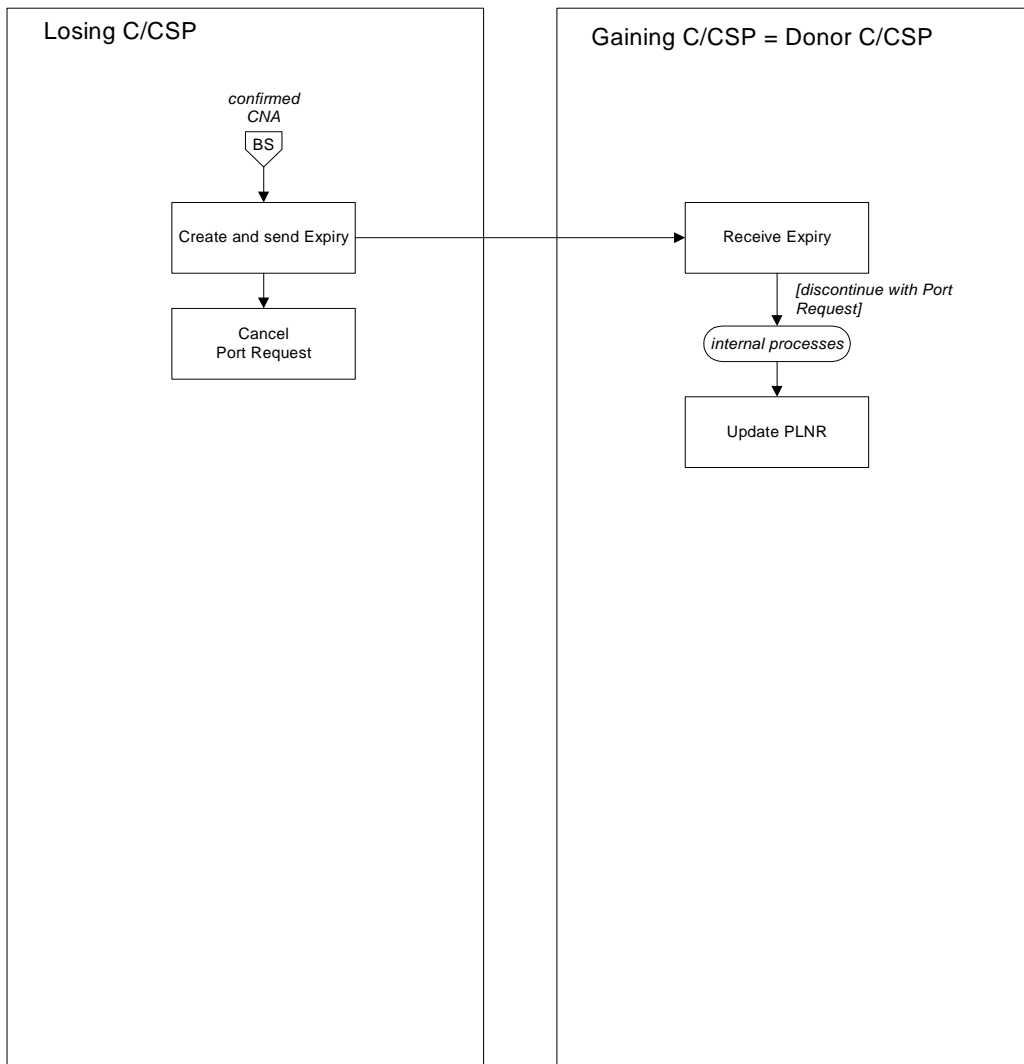 Losing C/CSP
confirmed
CNA
BS
Create and send Expiry
Cancel
Port Request
Gaining C/CSP = Donor C/CSP
Receive Expiry
[discontinue with Port
Request]
internal processes
Update PLNR